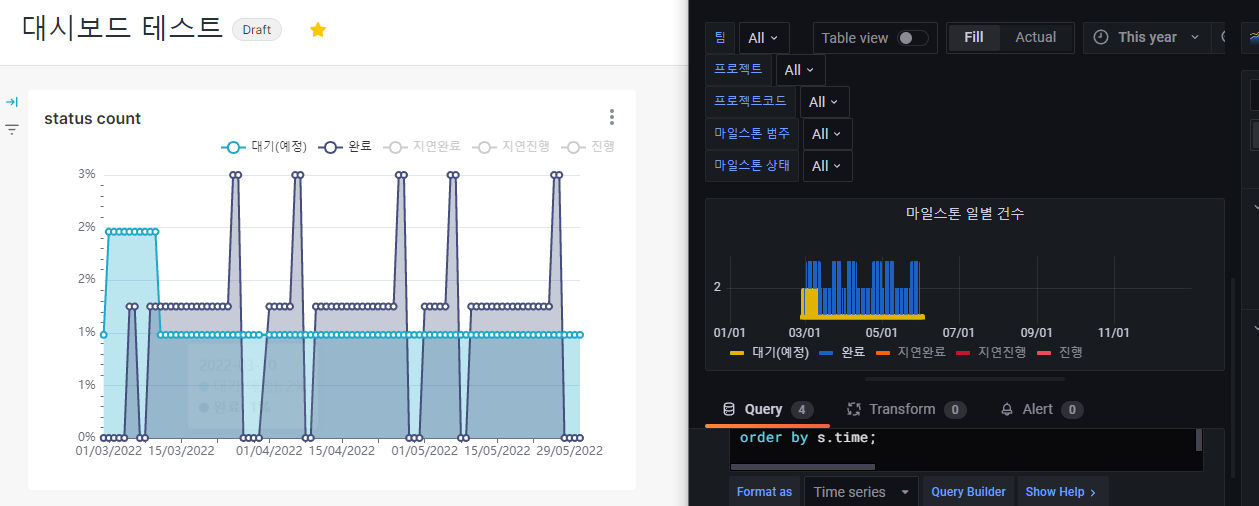 대시보드 테스트 Draft
status count
대기(예정) 완료 지연완료 지연진행 진행
3%
2%
2%
1%
1%
0%
01/03/2022 15/03/2022 01/04/2022 15/04/2022 01/05/2022 15/05/2022 29/05/2022
팀 All Table view Fill Actual This year
프로젝트 All
프로젝트코드 All
마일스톤 범주 All
마일스톤 상태 All
마일스톤 일별 건수
2
01/01 03/01 05/01 07/01 09/01 11/01
대기(예정) 완료 지연완료 지연진행 진행
Query 4 Transform 0 Alert 0
order by s.time;
Format as Time series Query Builder Show Help >